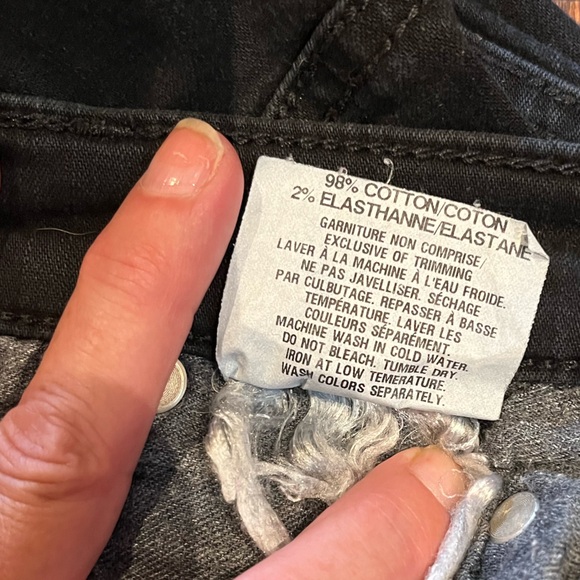 98% COTTON/COTON
2% ELASTHANNE/ELASTANE
GARNITURE NON COMPRISE/
EXCLUSIVE OF TRIMMING
LAVER À LA MACHINE À L'EAU FROIDE.
NE PAS JAVELLISER. SÉCHAGE
PAR CULBUTAGE. REPASSER À BASSE
TEMPÉRATURE. LAVER LES
COULEURS SÉPARÉMENT.
MACHINE WASH IN COLD WATER.
DO NOT BLEACH. TUMBLE DRY.
IRON AT LOW TEMERATURE.
WASH COLORS SEPARATELY.